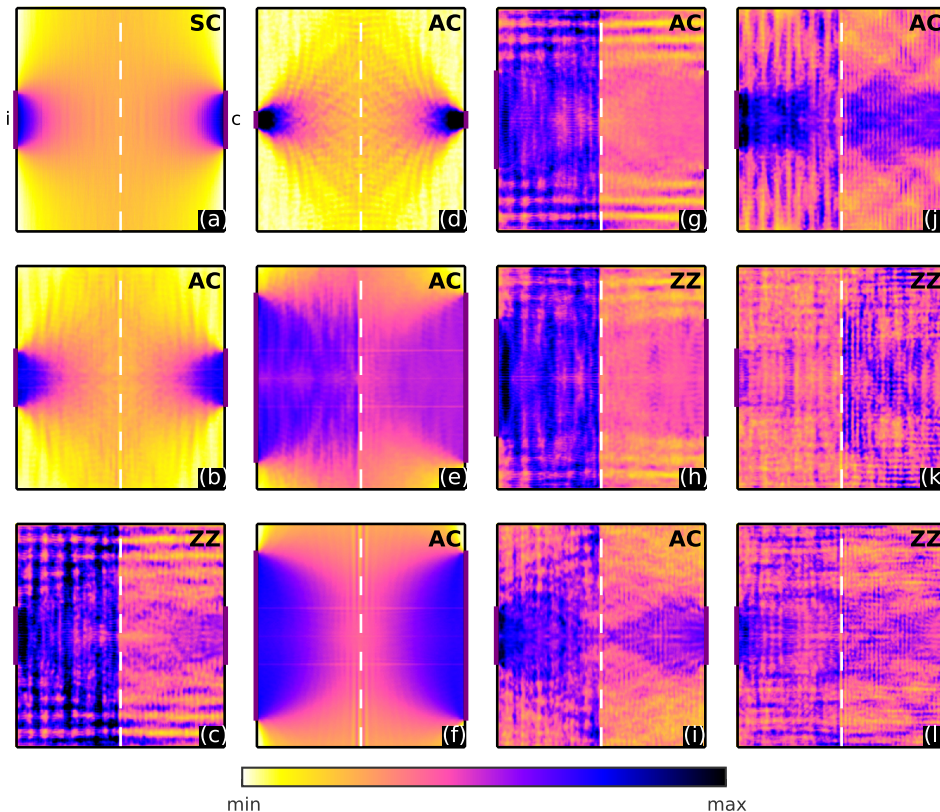 SC
AC
AC
AC
i
c
(a)
(d)
(g)
(j)
AC
AC
ZZ
ZZ
(b)
(e)
(h)
(k)
ZZ
AC
AC
ZZ
(c)
(f)
(i)
(l)
min
max